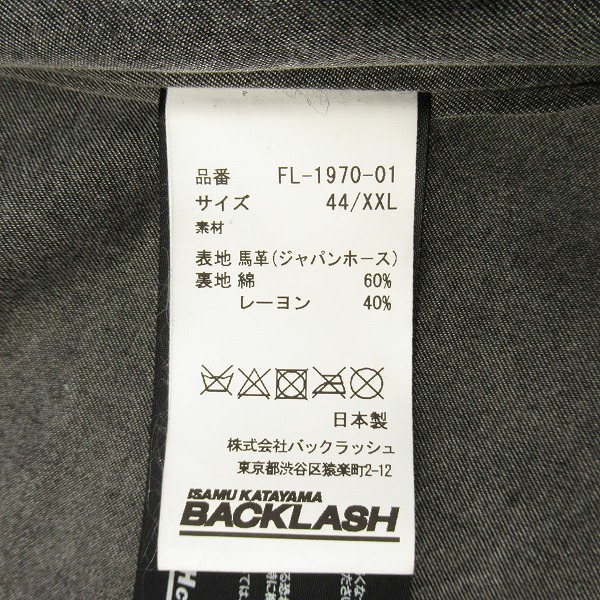 品番 FL-1970-01
サイズ 44/XXL
素材
表地 馬革(ジャパンホース)
裏地 綿 60%
レーヨン 40%
日本製
株式会社バックラッシュ
東京都渋谷区猿楽町2-12
ISAMU KATAYAMA
BACKLASH